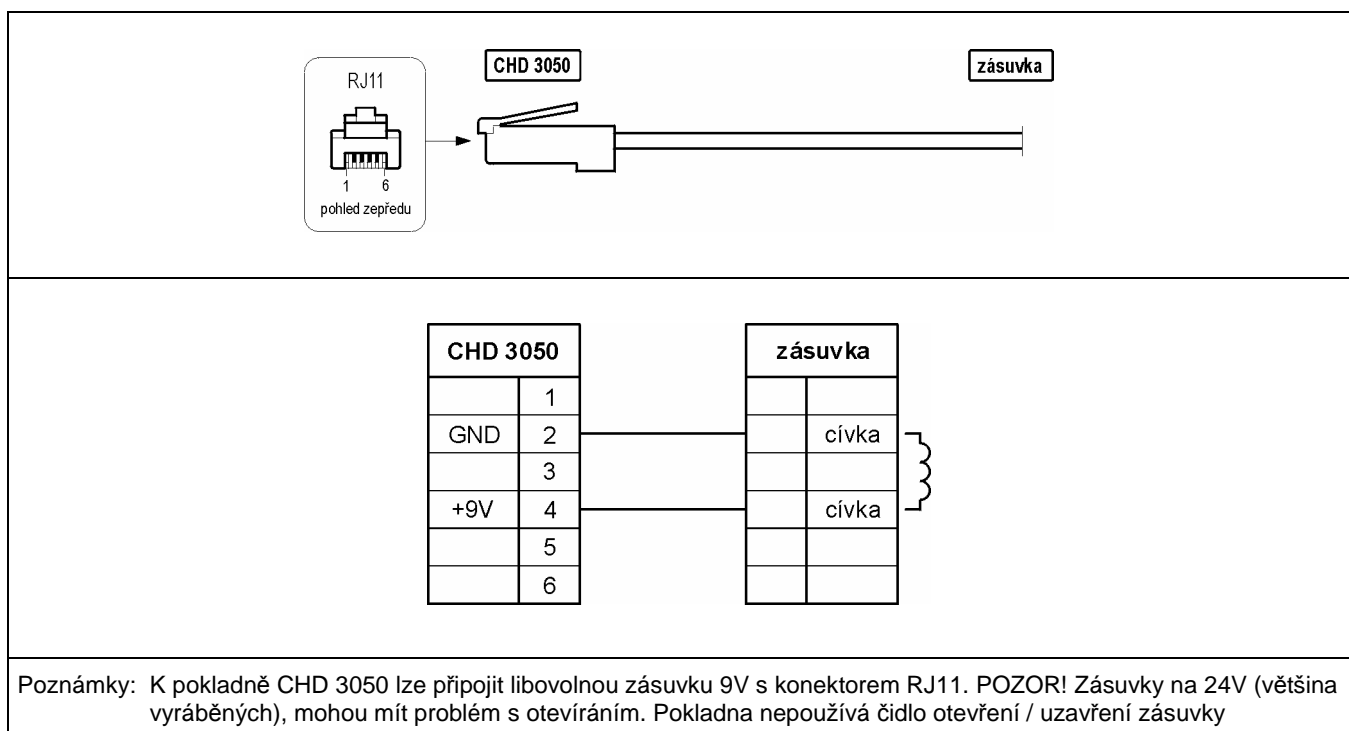 CHD 3050 zásuvka
RJ11
1 6
pohled zepředu
CHD 3050 zásuvka
1
GND 2 cívka
3
+9V 4 cívka
5
6
Poznámky: K pokladně CHD 3050 lze připojit libovolnou zásuvku 9V s konektorem RJ11. POZOR! Zásuvky na 24V (většina
vyráběných), mohou mít problém s otevíráním. Pokladna nepoužívá čidlo otevření / uzavření zásuvky